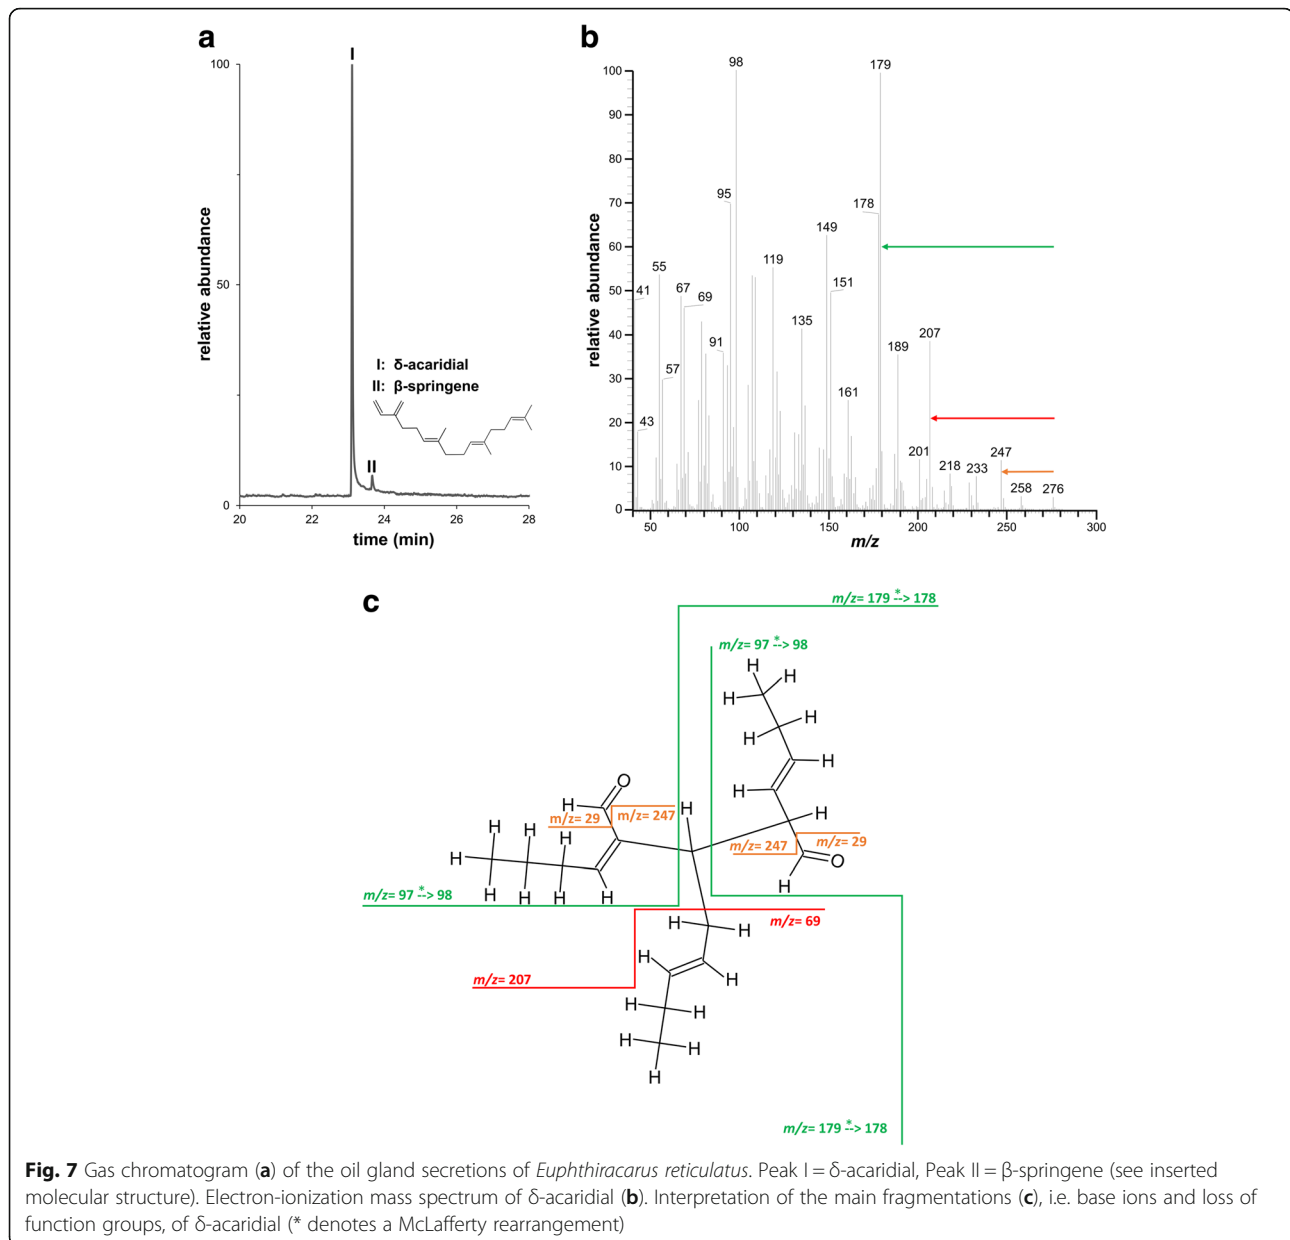 a
I
100
50
0
relative abundance
I: δ-acaridial
II: β-springene
II
20 22 24 26 28
time (min)
b
100
90
80
70
60
50
40
30
20
10
0
relative abundance
98
179
95
178
149
55
119
151
41
67
69
135
207
91
189
57
161
43
201
218
233
247
258
276
50 100 150 200 250 300
m/z
c
m/z= 179 *--> 178
m/z= 97 *--> 98
H
H
H
H
H
H
H
O
H
H
m/z= 29
m/z= 247
H
H
H
H
H
m/z= 247
m/z= 29
O
H
H
H
H
H
H
m/z= 97 *--> 98
m/z= 69
H
H
H
H
m/z= 207
H
H
H
H
H
m/z= 179 *--> 178
Fig. 7 Gas chromatogram (a) of the oil gland secretions of Euphthiracarus reticulatus. Peak I = δ-acaridial, Peak II = β-springene (see inserted
molecular structure). Electron-ionization mass spectrum of δ-acaridial (b). Interpretation of the main fragmentations (c), i.e. base ions and loss of
function groups, of δ-acaridial (* denotes a McLafferty rearrangement)